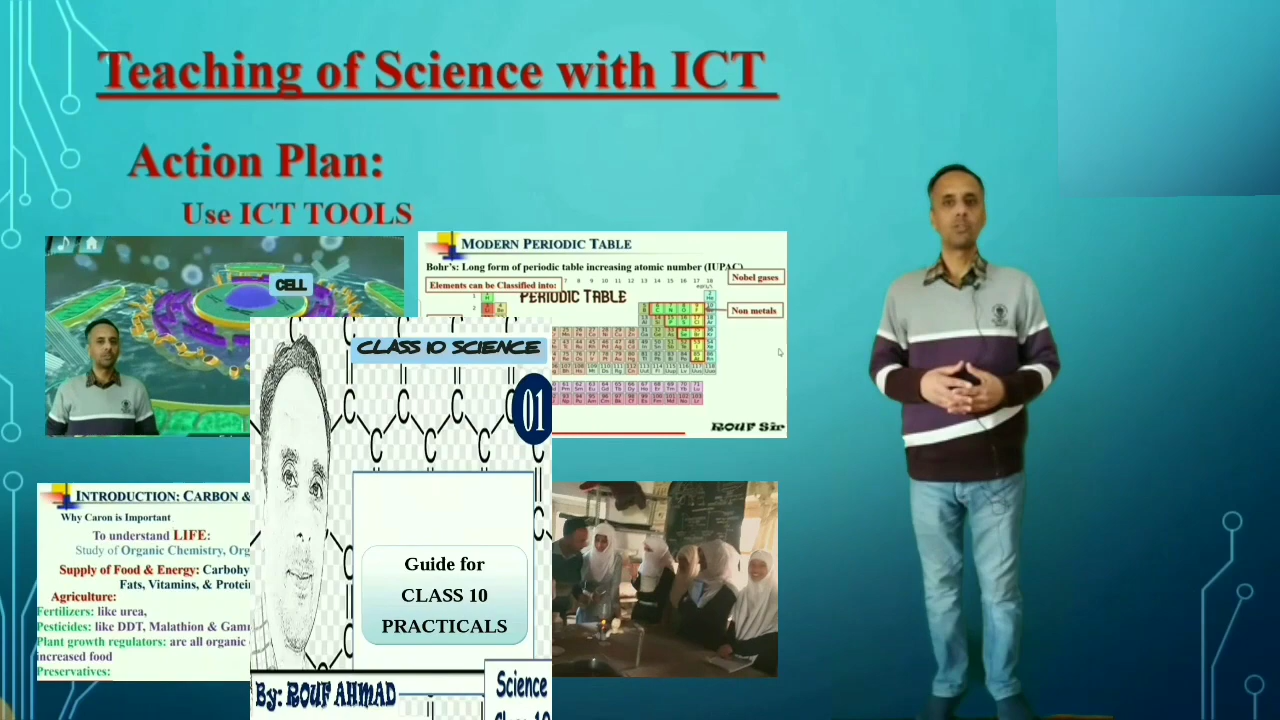 Teaching of Science with ICT
Action Plan:
Use ICT TOOLS
CELL
MODERN PERIODIC TABLE
Bohr's: Long form of periodic table increasing atomic number (IUPAC)
Elements can be Classified into:
Nobel gases
PERIODIC TABLE
Non metals
ROUF Sir
CLASS 10 SCIENCE
01
Guide for
CLASS 10
PRACTICALS
By: ROUF AHMAD
Science
INTRODUCTION: CARBON &
Why Caron is Important
To understand LIFE:
Study of Organic Chemistry, Org
Supply of Food & Energy: Carbohy
Fats, Vitamins, & Protein
Agriculture:
Fertilizers: like urea,
Pesticides: like DDT, Malathion & Gam
Plant growth regulators: are all organic
increased food
Preservatives: